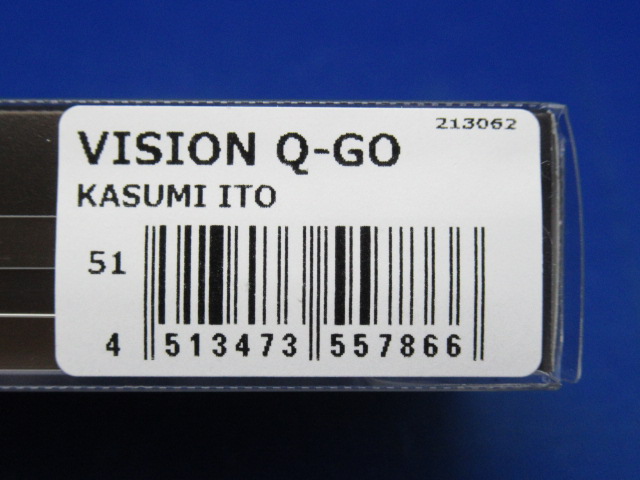 213062
VISION Q-GO
KASUMI ITO
51
4 513473 557866